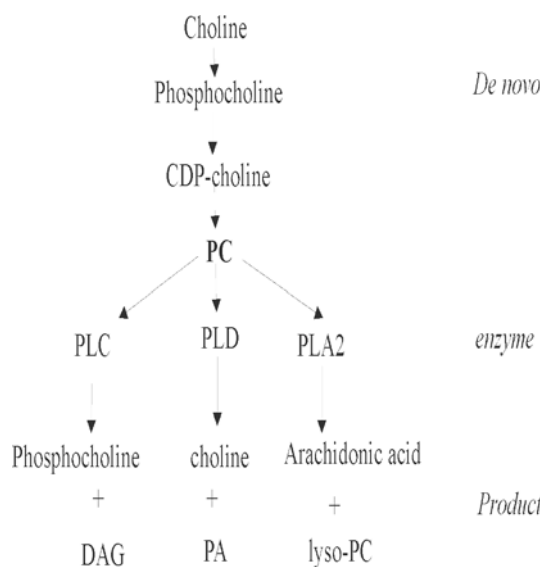 Choline
Phosphocholine De novo
CDP-choline
PC
PLC PLD PLA2 enzyme
Phosphocholine choline Arachidonic acid
+ + + Product
DAG PA lyso-PC